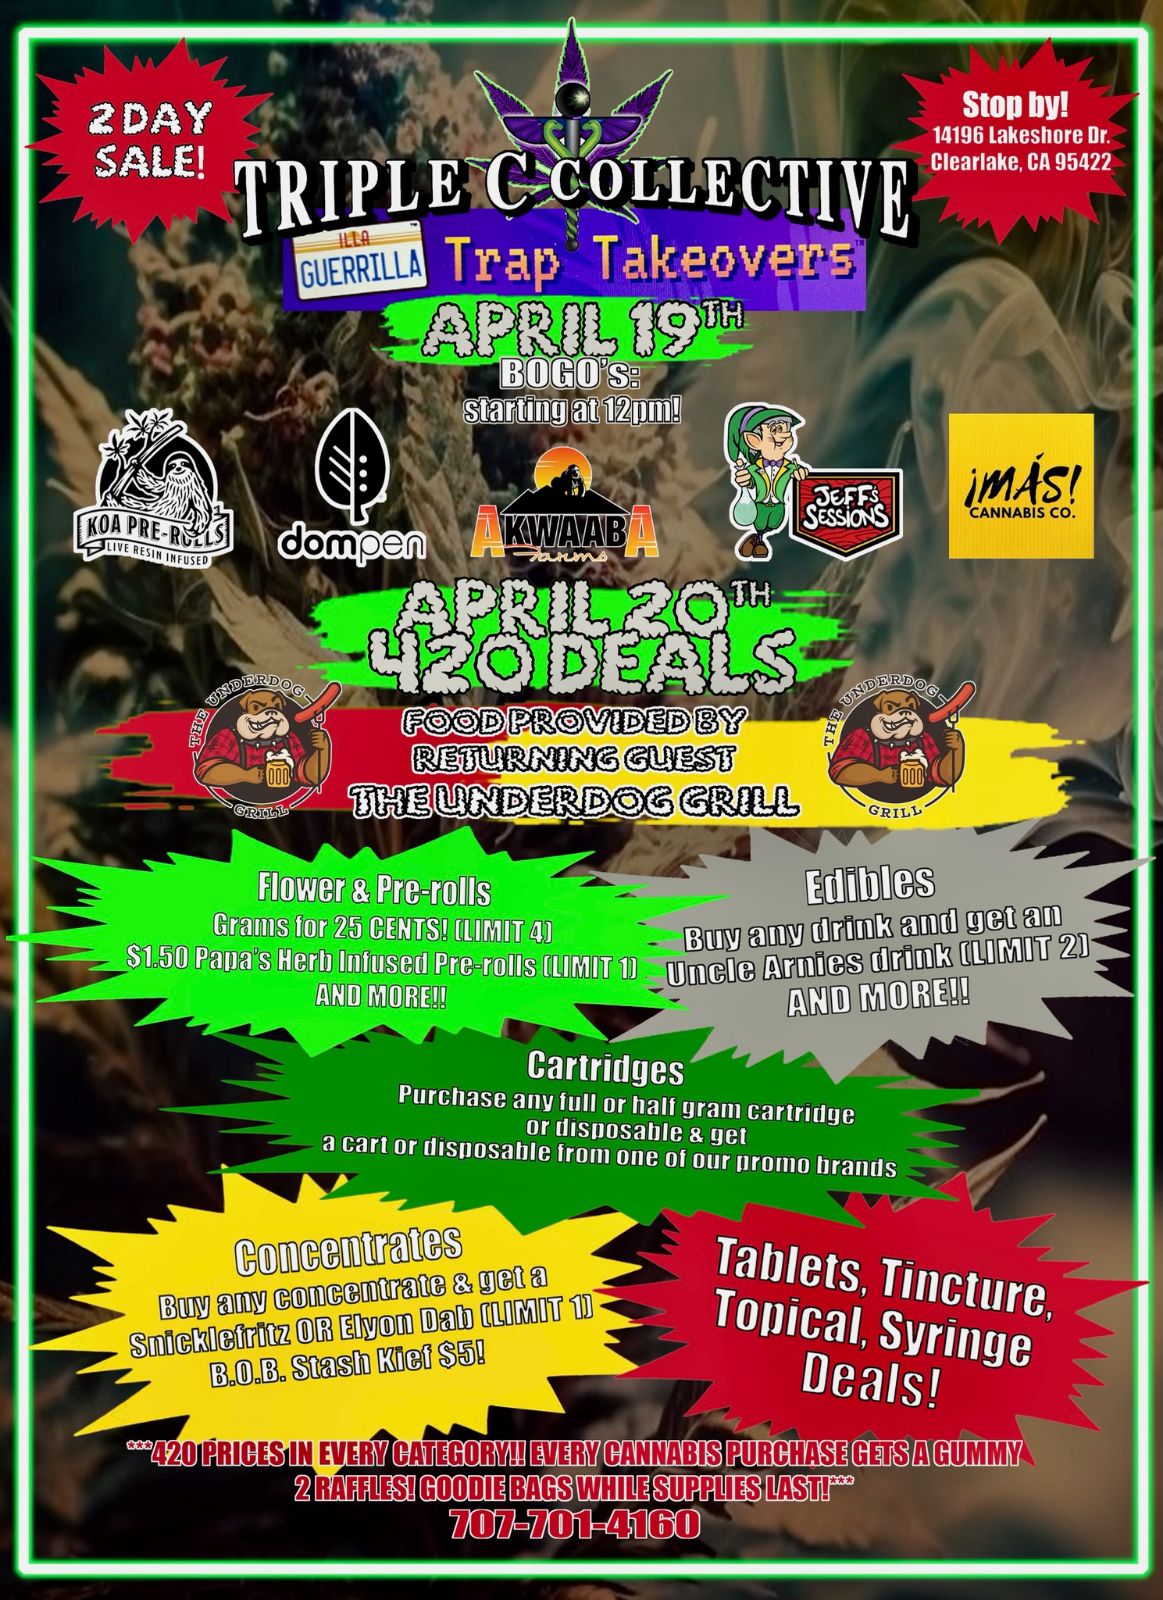 2 DAY
SALE!
Stop by!
14196 Lakeshore Dr.
Clearlake, CA 95422
TRIPLE C COLLECTIVE
ILLA
GUERRILLA
Trap Takeovers™
APRIL 19TH
BOGO's:
starting at 12pm!
KOA PRE-ROLLS
LIVE RESIN INFUSED
dompen
AKWAABA
Farms
JEFF's
SESSIONS
¡MÁS!
CANNABIS CO.
APRIL 20TH
420 DEALS
THE UNDERDOG
GRILL
FOOD PROVIDED BY
RETURNING GUEST
THE UNDERDOG GRILL
THE UNDERDOG
GRILL
Flower & Pre-rolls
Grams for 25 CENTS! (LIMIT 4)
$1.50 Papa's Herb Infused Pre-rolls (LIMIT 1)
AND MORE!!
Edibles
Buy any drink and get an
Uncle Arnies drink (LIMIT 2)
AND MORE!!
Cartridges
Purchase any full or half gram cartridge
or disposable & get
a cart or disposable from one of our promo brands
Concentrates
Buy any concentrate & get a
Snicklefritz OR Elyon Dab (LIMIT 1)
B.O.B. Stash Kief $5!
Tablets, Tincture,
Topical, Syringe
Deals!
***420 PRICES IN EVERY CATEGORY!! EVERY CANNABIS PURCHASE GETS A GUMMY
2 RAFFLES! GOODIE BAGS WHILE SUPPLIES LAST!***
707-701-4160